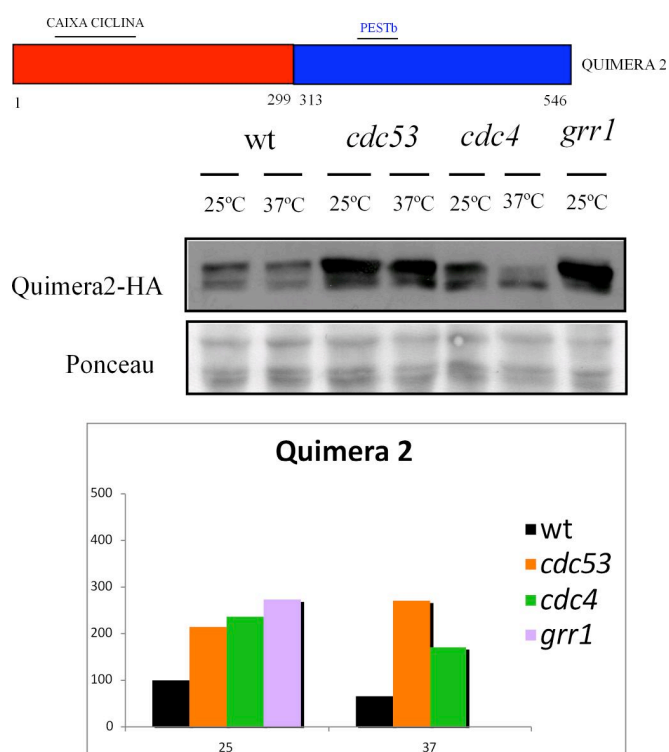 CAIXA CICLINA
PESTb
QUIMERA 2
1 299 313 546
wt cdc53 cdc4 grr1
25ºC 37ºC 25ºC 37ºC 25ºC 37ºC 25ºC
Quimera2-HA
Ponceau
Quimera 2
500
400
300
200
100
0
25 37
wt
cdc53
cdc4
grr1